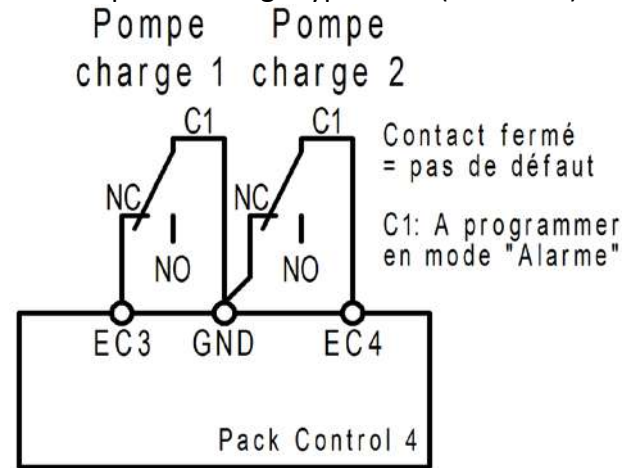 Pompe Pompe
charge 1 charge 2
C1 C1
Contact fermé
= pas de défaut
NC NC
C1: A programmer
en mode "Alarme"
NO NO
EC3 GND EC4
Pack Control 4